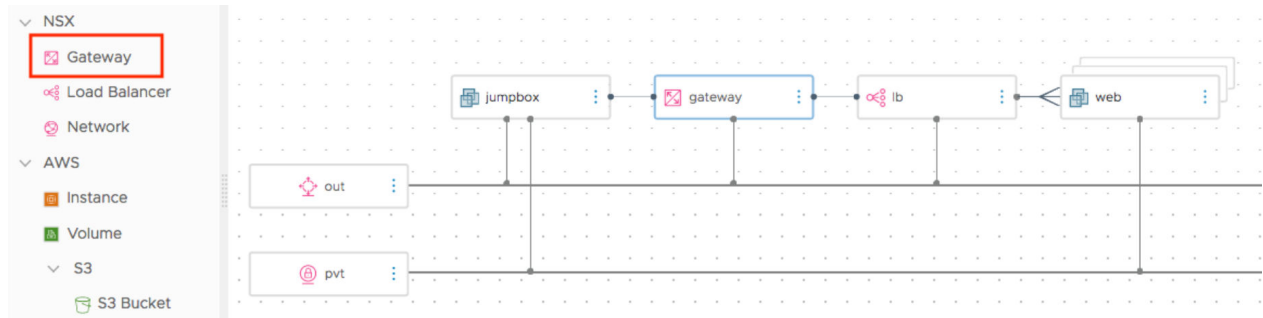 NSX
Gateway
Load Balancer
Network
AWS
Instance
Volume
S3
S3 Bucket
jumpbox
gateway
lb
web
out
pvt